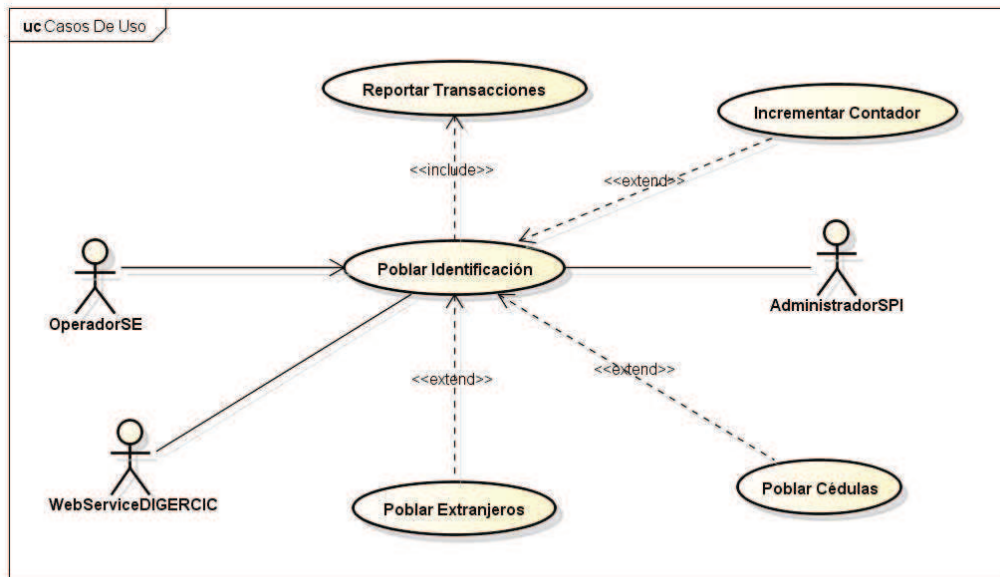 uc Casos De Uso
Reportar Transacciones
Incrementar Contador
<<include>>
<<extend>>
Poblar Identificación
OperadorSE
AdministradorSPI
<<extend>>
<<extend>>
WebServiceDIGERCIC
Poblar Extranjeros
Poblar Cédulas